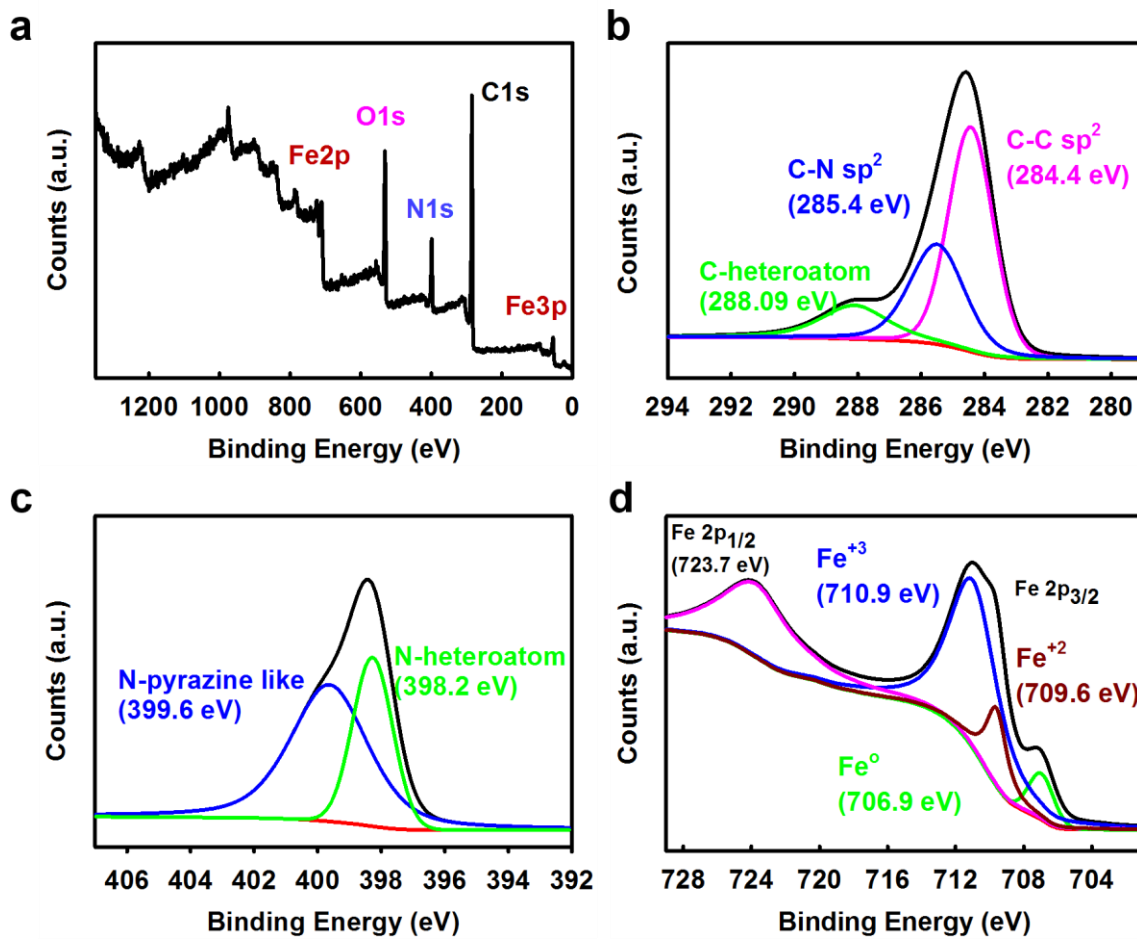 a
C1s
O1s
Fe2p
N1s
Fe3p
Counts (a.u.)
1200 1000 800 600 400 200 0
Binding Energy (eV)
b
C-C sp²
(284.4 eV)
C-N sp²
(285.4 eV)
C-heteroatom
(288.09 eV)
Counts (a.u.)
294 292 290 288 286 284 282 280
Binding Energy (eV)
c
N-heteroatom
(398.2 eV)
N-pyrazine like
(399.6 eV)
Counts (a.u.)
406 404 402 400 398 396 394 392
Binding Energy (eV)
d
Fe 2p1/2
(723.7 eV)
Fe+3
(710.9 eV)
Fe 2p3/2
Fe+2
(709.6 eV)
Feo
(706.9 eV)
Counts (a.u.)
728 724 720 716 712 708 704
Binding Energy (eV)